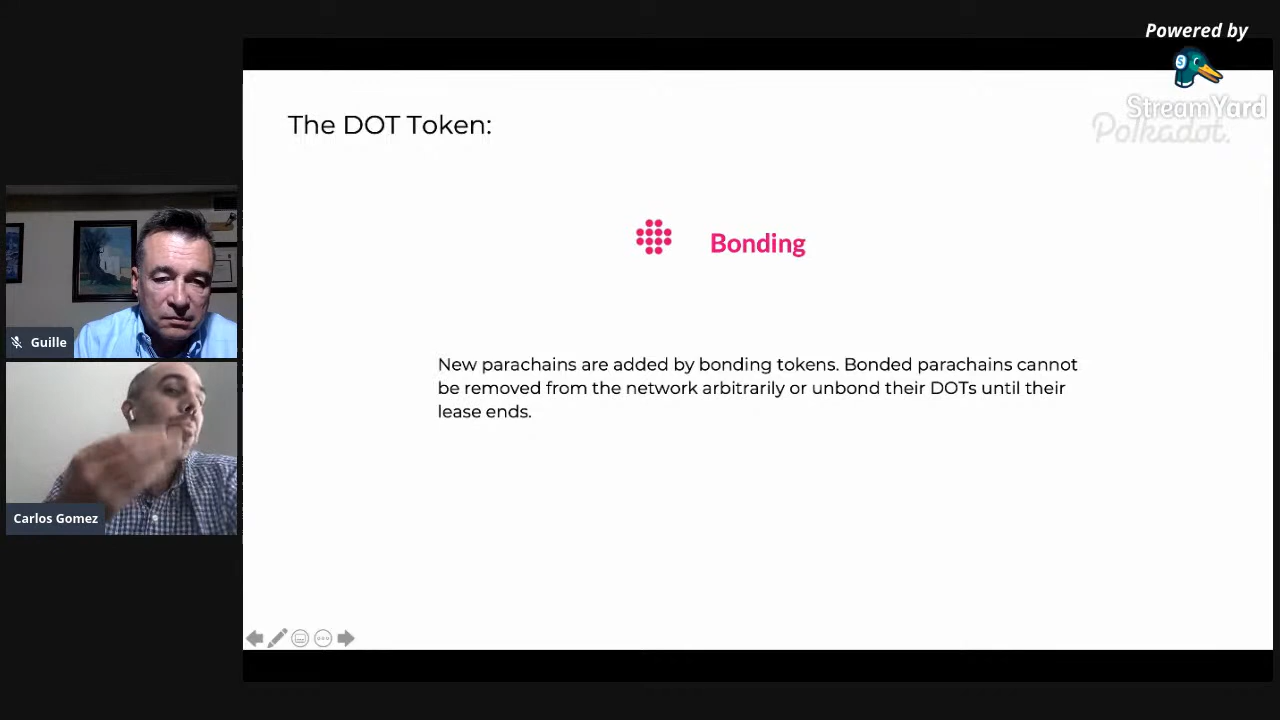 Powered by
StreamYard
Polkadot.
The DOT Token:
Bonding
New parachains are added by bonding tokens. Bonded parachains cannot
be removed from the network arbitrarily or unbond their DOTs until their
lease ends.
Guille
Carlos Gomez